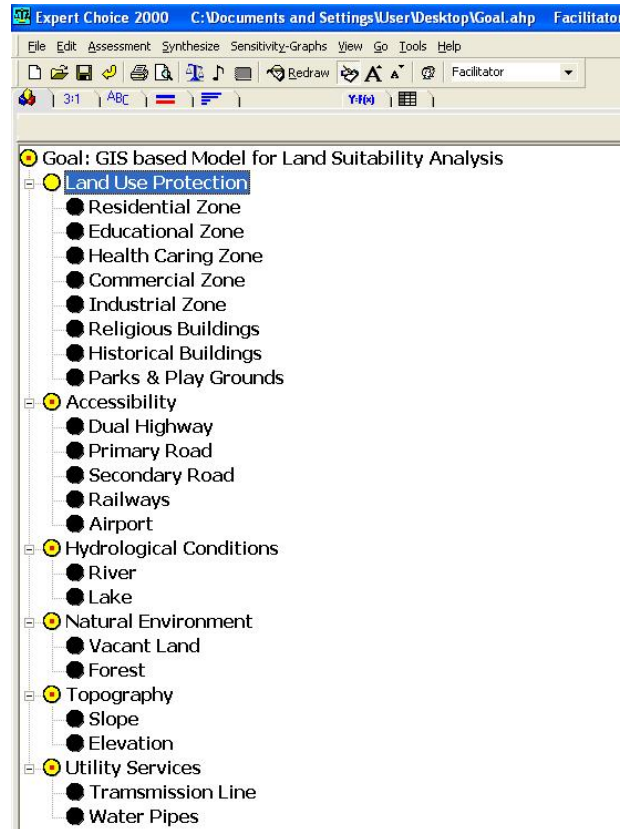 Expert Choice 2000 C:\Documents and Settings\User\Desktop\Goal.ahp Facilitator
File Edit Assessment Synthesize Sensitivity-Graphs View Go Tools Help
Redraw A A Facilitator
3:1 ABC Y=F(x)
Goal: GIS based Model for Land Suitability Analysis
Land Use Protection
Residential Zone
Educational Zone
Health Caring Zone
Commercial Zone
Industrial Zone
Religious Buildings
Historical Buildings
Parks & Play Grounds
Accessibility
Dual Highway
Primary Road
Secondary Road
Railways
Airport
Hydrological Conditions
River
Lake
Natural Environment
Vacant Land
Forest
Topography
Slope
Elevation
Utility Services
Tramsmission Line
Water Pipes